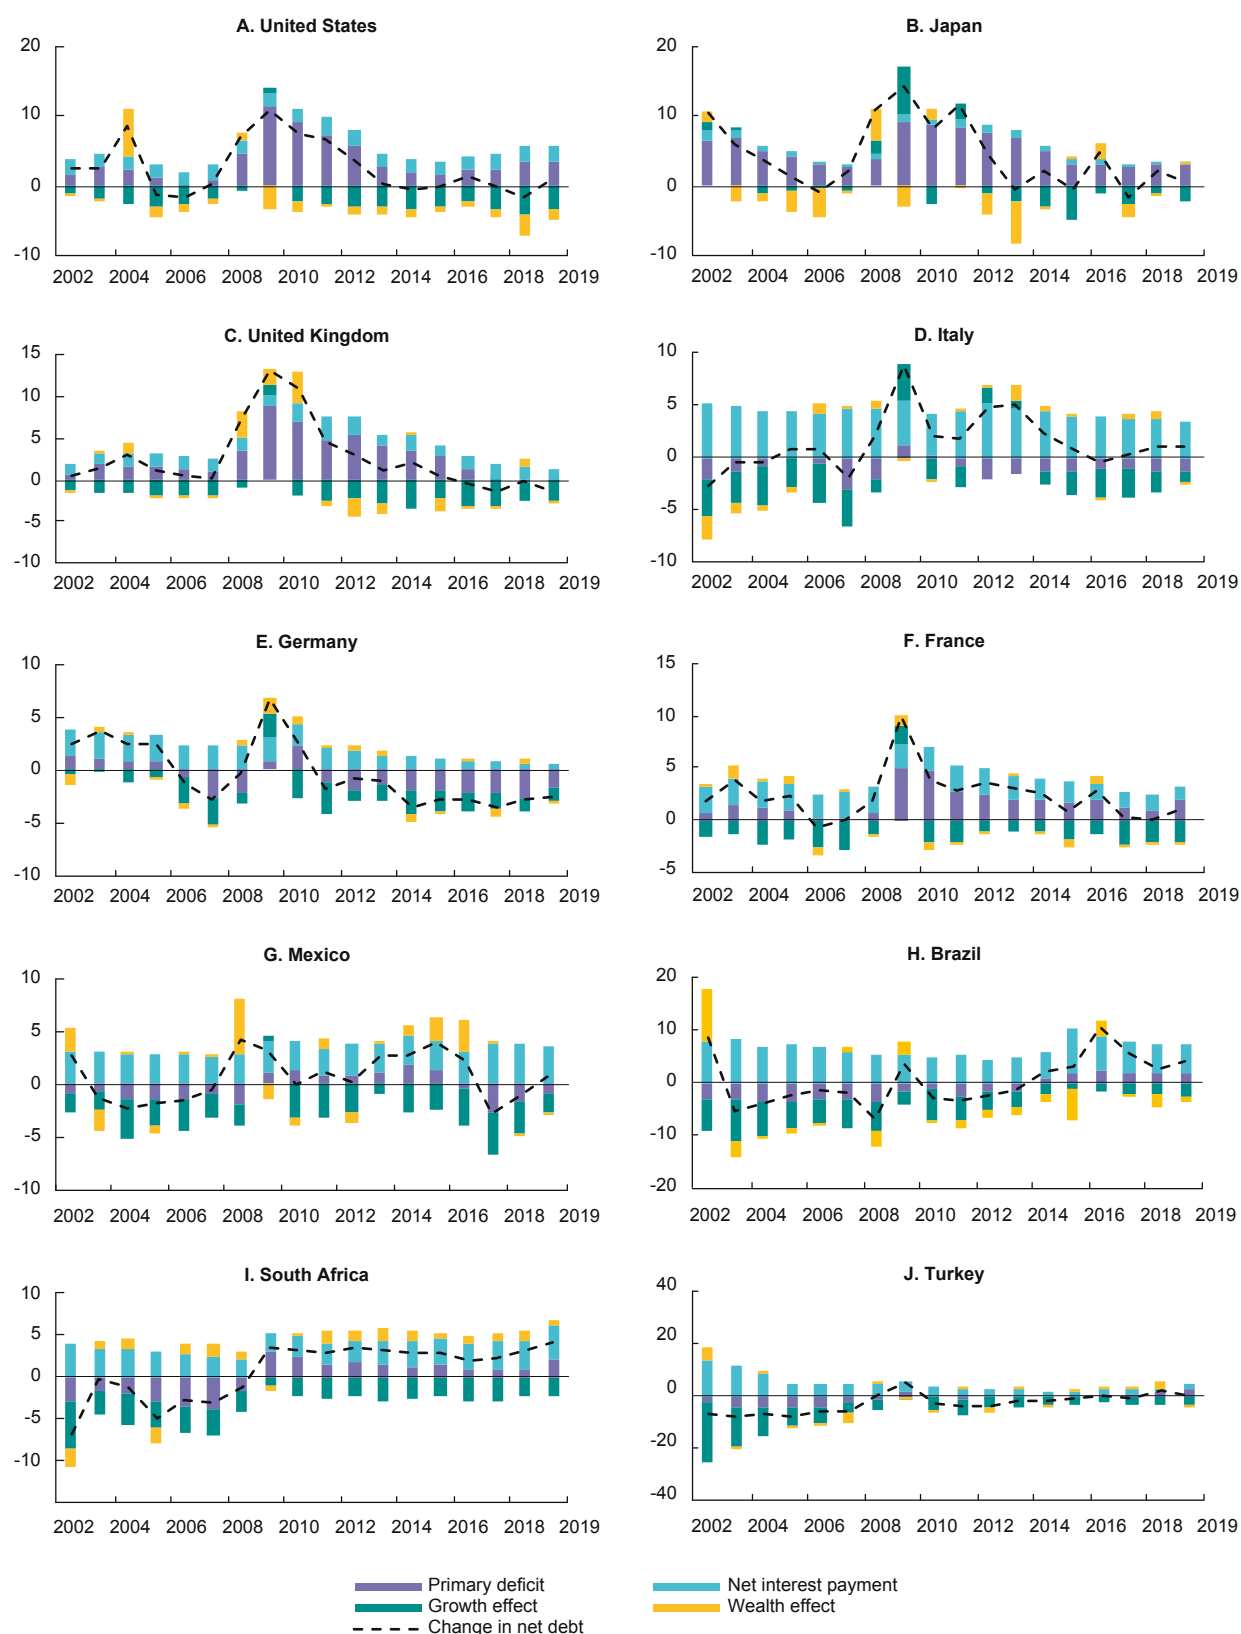 A. United States
20
10
0
-10
2002 2004 2006 2008 2010 2012 2014 2016 2018 2019
B. Japan
20
10
0
-10
2002 2004 2006 2008 2010 2012 2014 2016 2018 2019
C. United Kingdom
15
10
5
0
-5
-10
2002 2004 2006 2008 2010 2012 2014 2016 2018 2019
D. Italy
10
5
0
-5
-10
2002 2004 2006 2008 2010 2012 2014 2016 2018 2019
E. Germany
10
5
0
-5
-10
2002 2004 2006 2008 2010 2012 2014 2016 2018 2019
F. France
15
10
5
0
-5
2002 2004 2006 2008 2010 2012 2014 2016 2018 2019
G. Mexico
10
5
0
-5
-10
2002 2004 2006 2008 2010 2012 2014 2016 2018 2019
H. Brazil
20
10
0
-10
-20
2002 2004 2006 2008 2010 2012 2014 2016 2018 2019
I. South Africa
10
5
0
-5
-10
2002 2004 2006 2008 2010 2012 2014 2016 2018 2019
J. Turkey
40
20
0
-20
-40
2002 2004 2006 2008 2010 2012 2014 2016 2018 2019
Primary deficit
Net interest payment
Growth effect
Wealth effect
Change in net debt